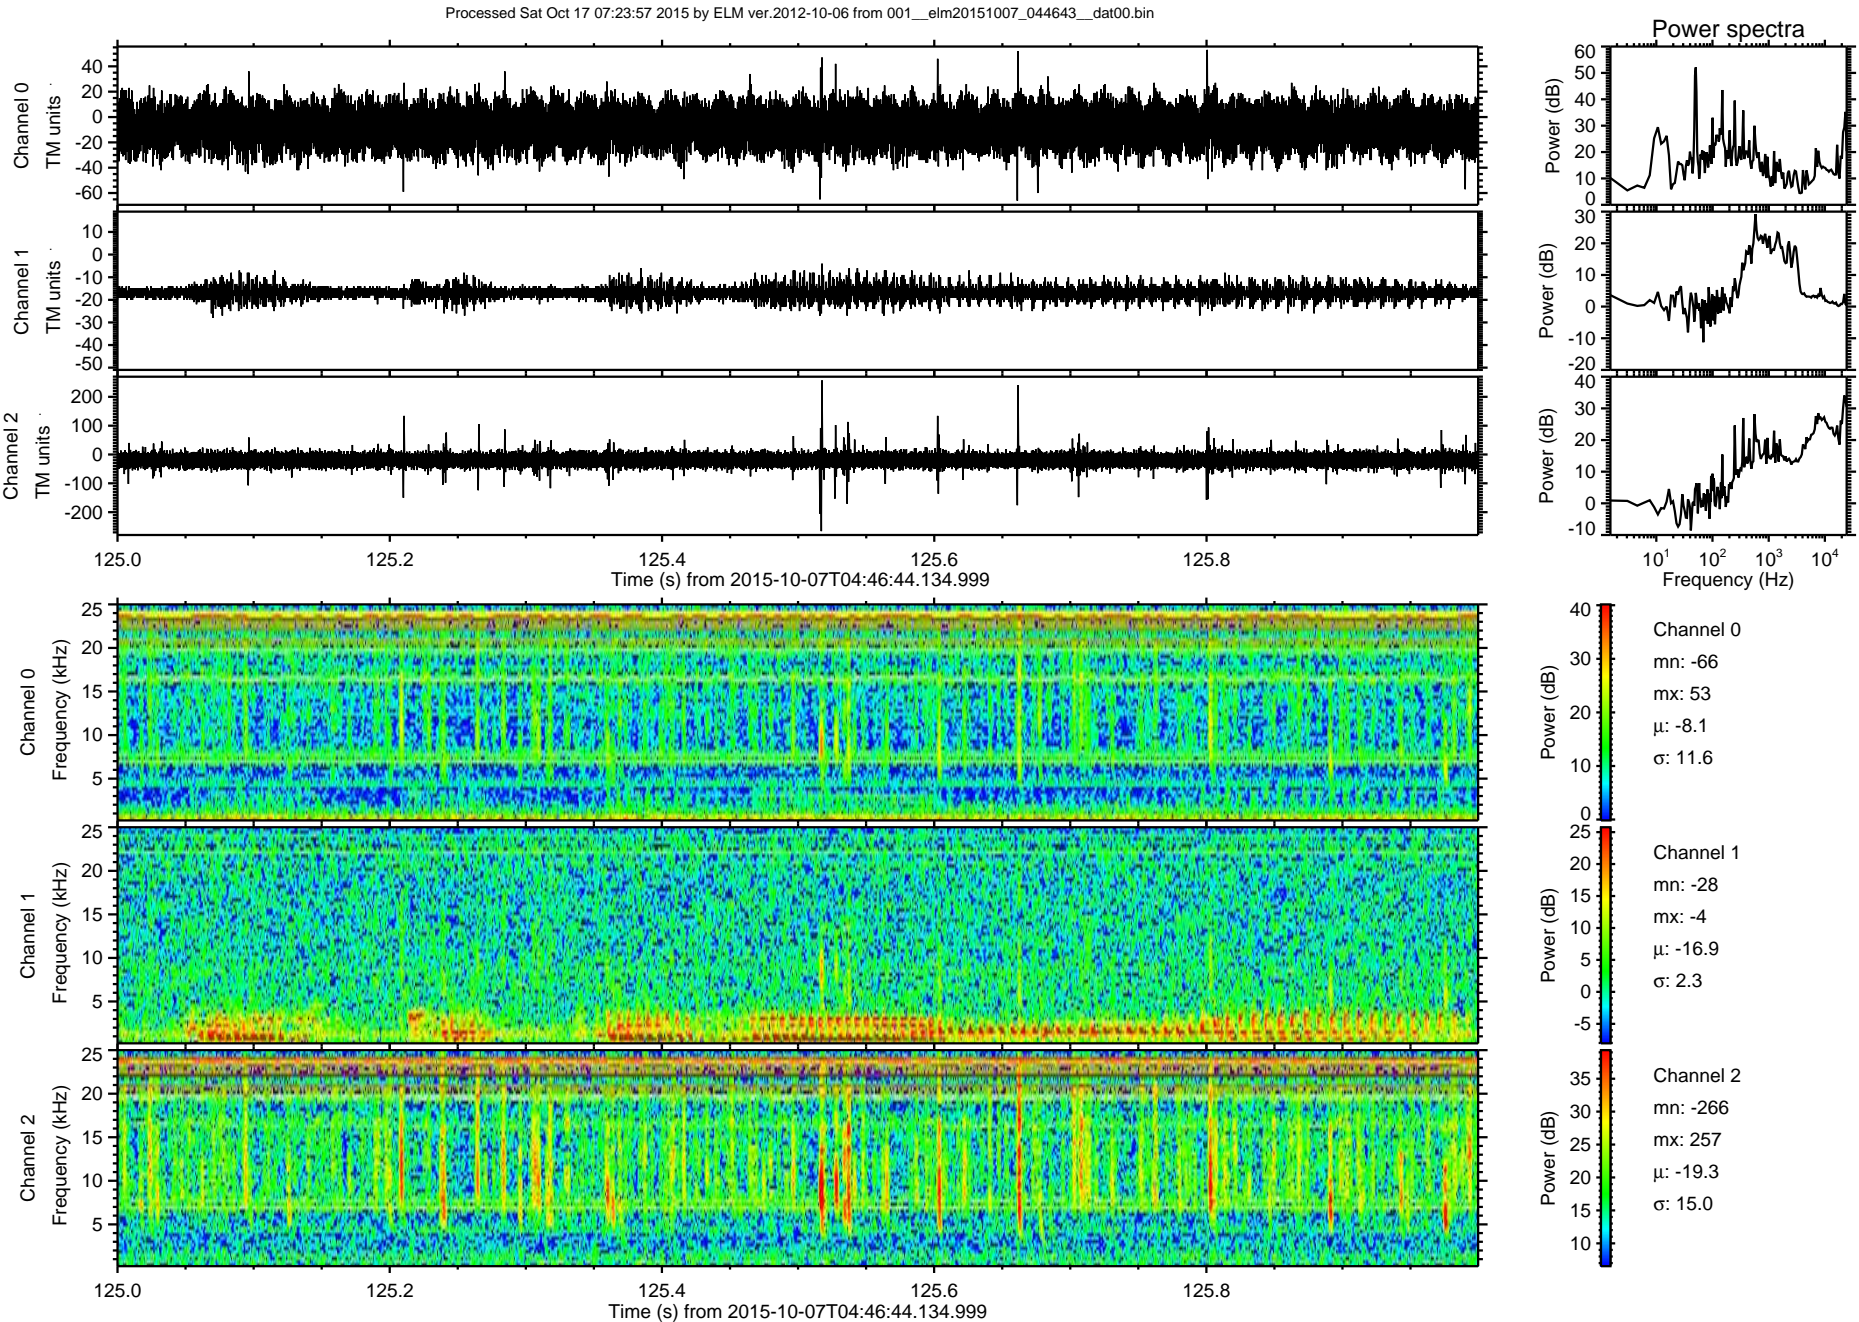 Processed Sat Oct 17 07:23:57 2015 by ELM ver.2012-10-06 from 001__elm20151007_044643__dat00.bin
Power spectra
Channel 0
TM units
40
20
0
-20
-40
-60
Power (dB)
60
50
40
30
20
10
0
Channel 1
TM units
10
0
-10
-20
-30
-40
-50
Power (dB)
30
20
10
0
-10
-20
Channel 2
TM units
200
100
0
-100
-200
Power (dB)
40
30
20
10
0
-10
125.0 125.2 125.4 125.6 125.8
Time (s) from 2015-10-07T04:46:44.134.999
10¹ 10² 10³ 10⁴
Frequency (Hz)
Channel 0
Frequency (kHz)
25
20
15
10
5
Power (dB)
40
30
20
10
0
Channel 0
mn: -66
mx: 53
μ: -8.1
σ: 11.6
Channel 1
Frequency (kHz)
25
20
15
10
5
Power (dB)
25
20
15
10
5
0
-5
Channel 1
mn: -28
mx: -4
μ: -16.9
σ: 2.3
Channel 2
Frequency (kHz)
25
20
15
10
5
Power (dB)
35
30
25
20
15
10
Channel 2
mn: -266
mx: 257
μ: -19.3
σ: 15.0
125.0 125.2 125.4 125.6 125.8
Time (s) from 2015-10-07T04:46:44.134.999